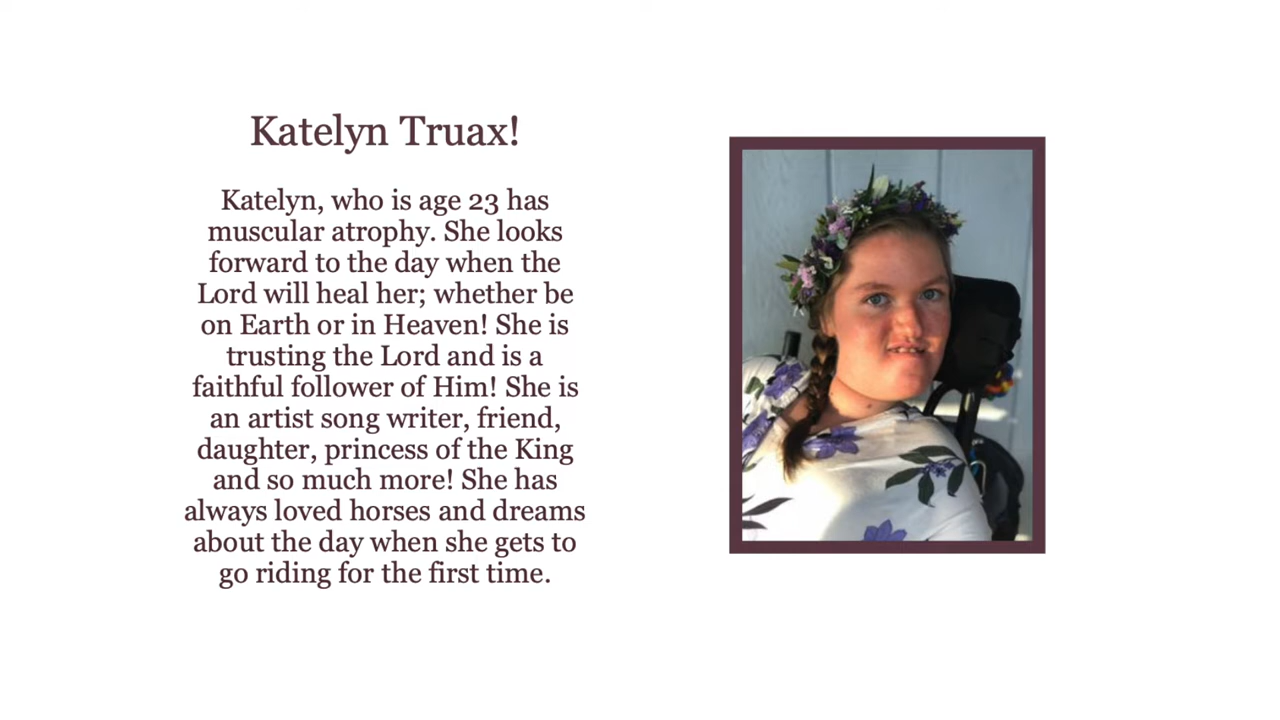 Katelyn Truax!
Katelyn, who is age 23 has
muscular atrophy. She looks
forward to the day when the
Lord will heal her; whether be
on Earth or in Heaven! She is
trusting the Lord and is a
faithful follower of Him! She is
an artist song writer, friend,
daughter, princess of the King
and so much more! She has
always loved horses and dreams
about the day when she gets to
go riding for the first time.